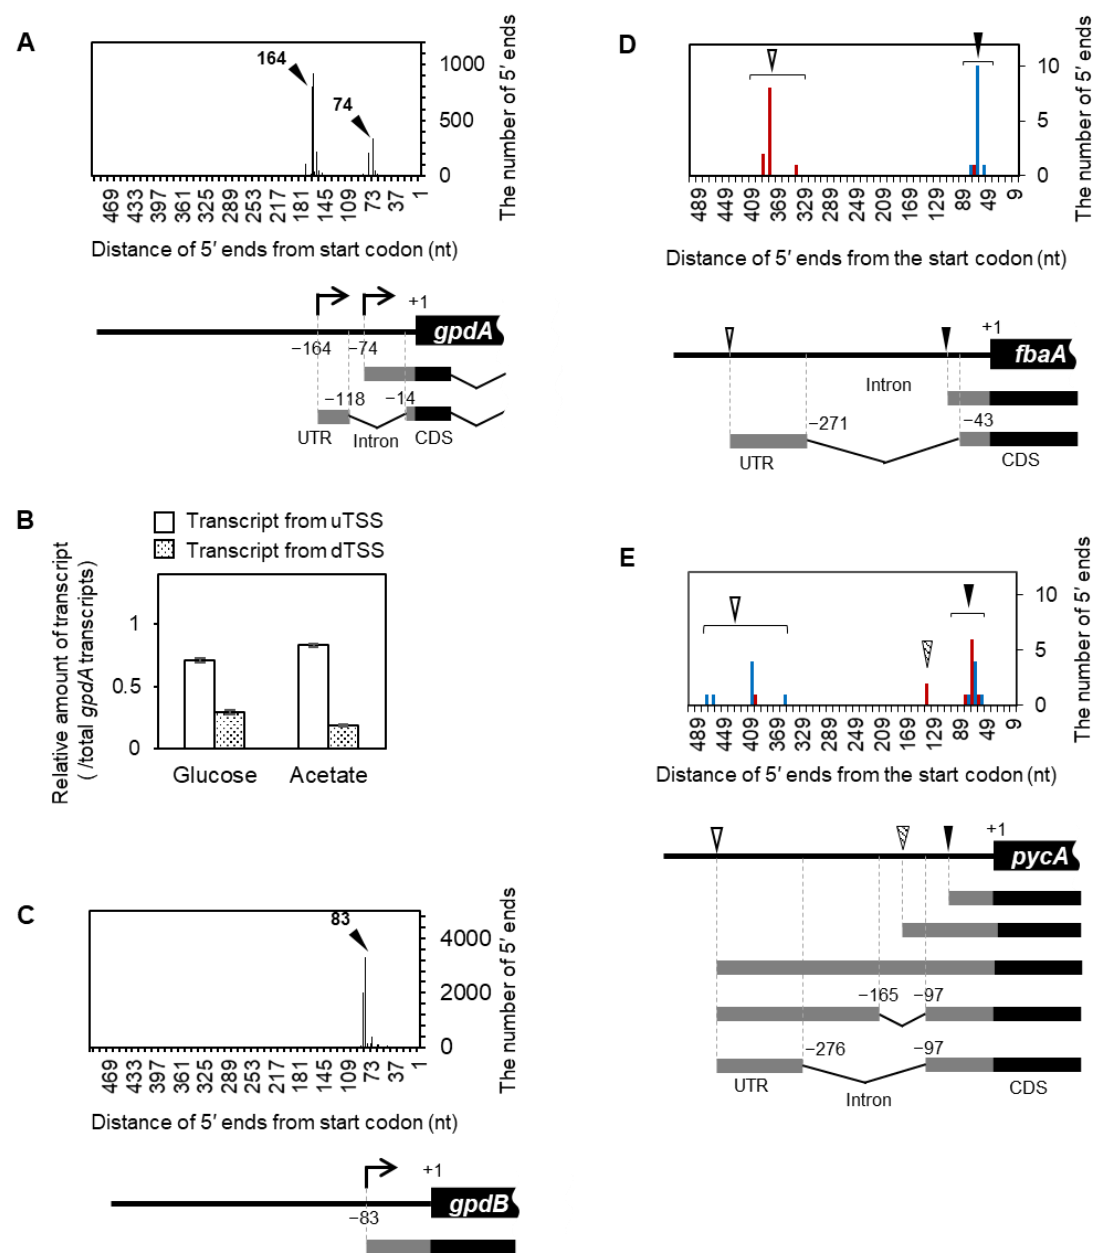 A
164
74
1000
500
0
The number of 5′ ends
469 433 397 361 325 289 253 217 181 145 109 73 37 1
Distance of 5′ ends from start codon (nt)
+1
gpdA
−164 −74
−118 −14
UTR Intron CDS
B
Transcript from uTSS
Transcript from dTSS
Relative amount of transcript
( /total gpdA transcripts)
1
0.5
0
Glucose Acetate
C
83
4000
2000
0
The number of 5′ ends
469 433 397 361 325 289 253 217 181 145 109 73 37 1
Distance of 5′ ends from start codon (nt)
+1
gpdB
−83
D
10
5
0
The number of 5′ ends
489 449 409 369 329 289 249 209 169 129 89 49 9
Distance of 5′ ends from the start codon (nt)
+1
fbaA
Intron
−271 −43
UTR CDS
E
10
5
0
The number of 5′ ends
489 449 409 369 329 289 249 209 169 129 89 49 9
Distance of 5′ ends from the start codon (nt)
+1
pycA
−165 −97
−276 −97
UTR Intron CDS